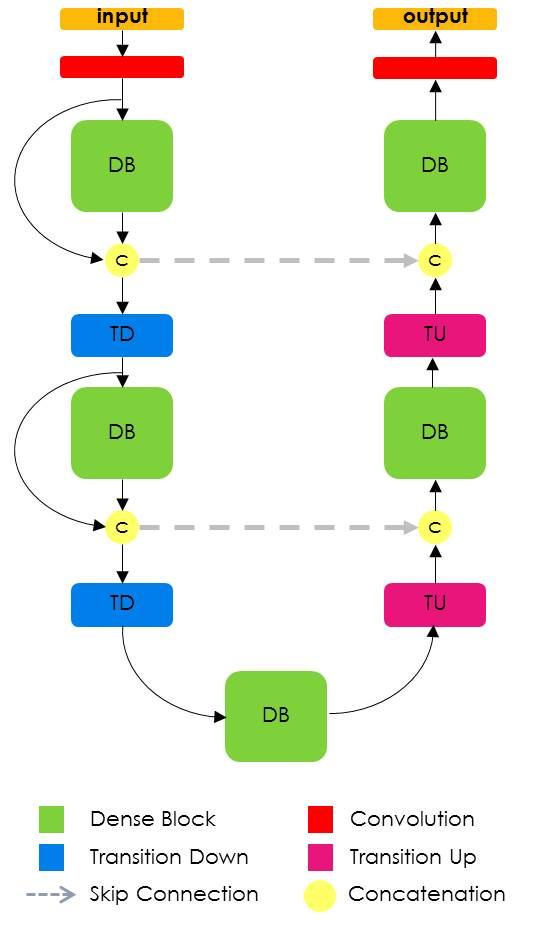 input
output
DB
DB
c
c
TD
TU
DB
DB
c
c
TD
TU
DB
Dense Block
Convolution
Transition Down
Transition Up
Skip Connection
Concatenation